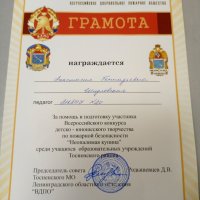 ВСЕРОССИЙСКОЕ ДОБРОВОЛЬНОЕ ПОЖАРНОЕ ОБЩЕСТВО
ГРАМОТА
награждается
педагог
За помощь в подготовку участника
Всероссийского конкурса
детско - юношеского творчества
по пожарной безопасности
"Неопалимая купина"
среди учащихся образовательных учреждений
Тосненского района
Председатель совета Д.В.
Тосненского МО
Ленинградского областного отделения
"ВДПО"